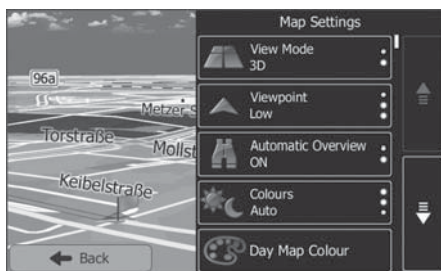 Map Settings
96a
Metzer S
Torstraße
Mollst
Keibelstraße
Back
View Mode
3D
Viewpoint
Low
Automatic Overview
ON
Colours
Auto
Day Map Colour